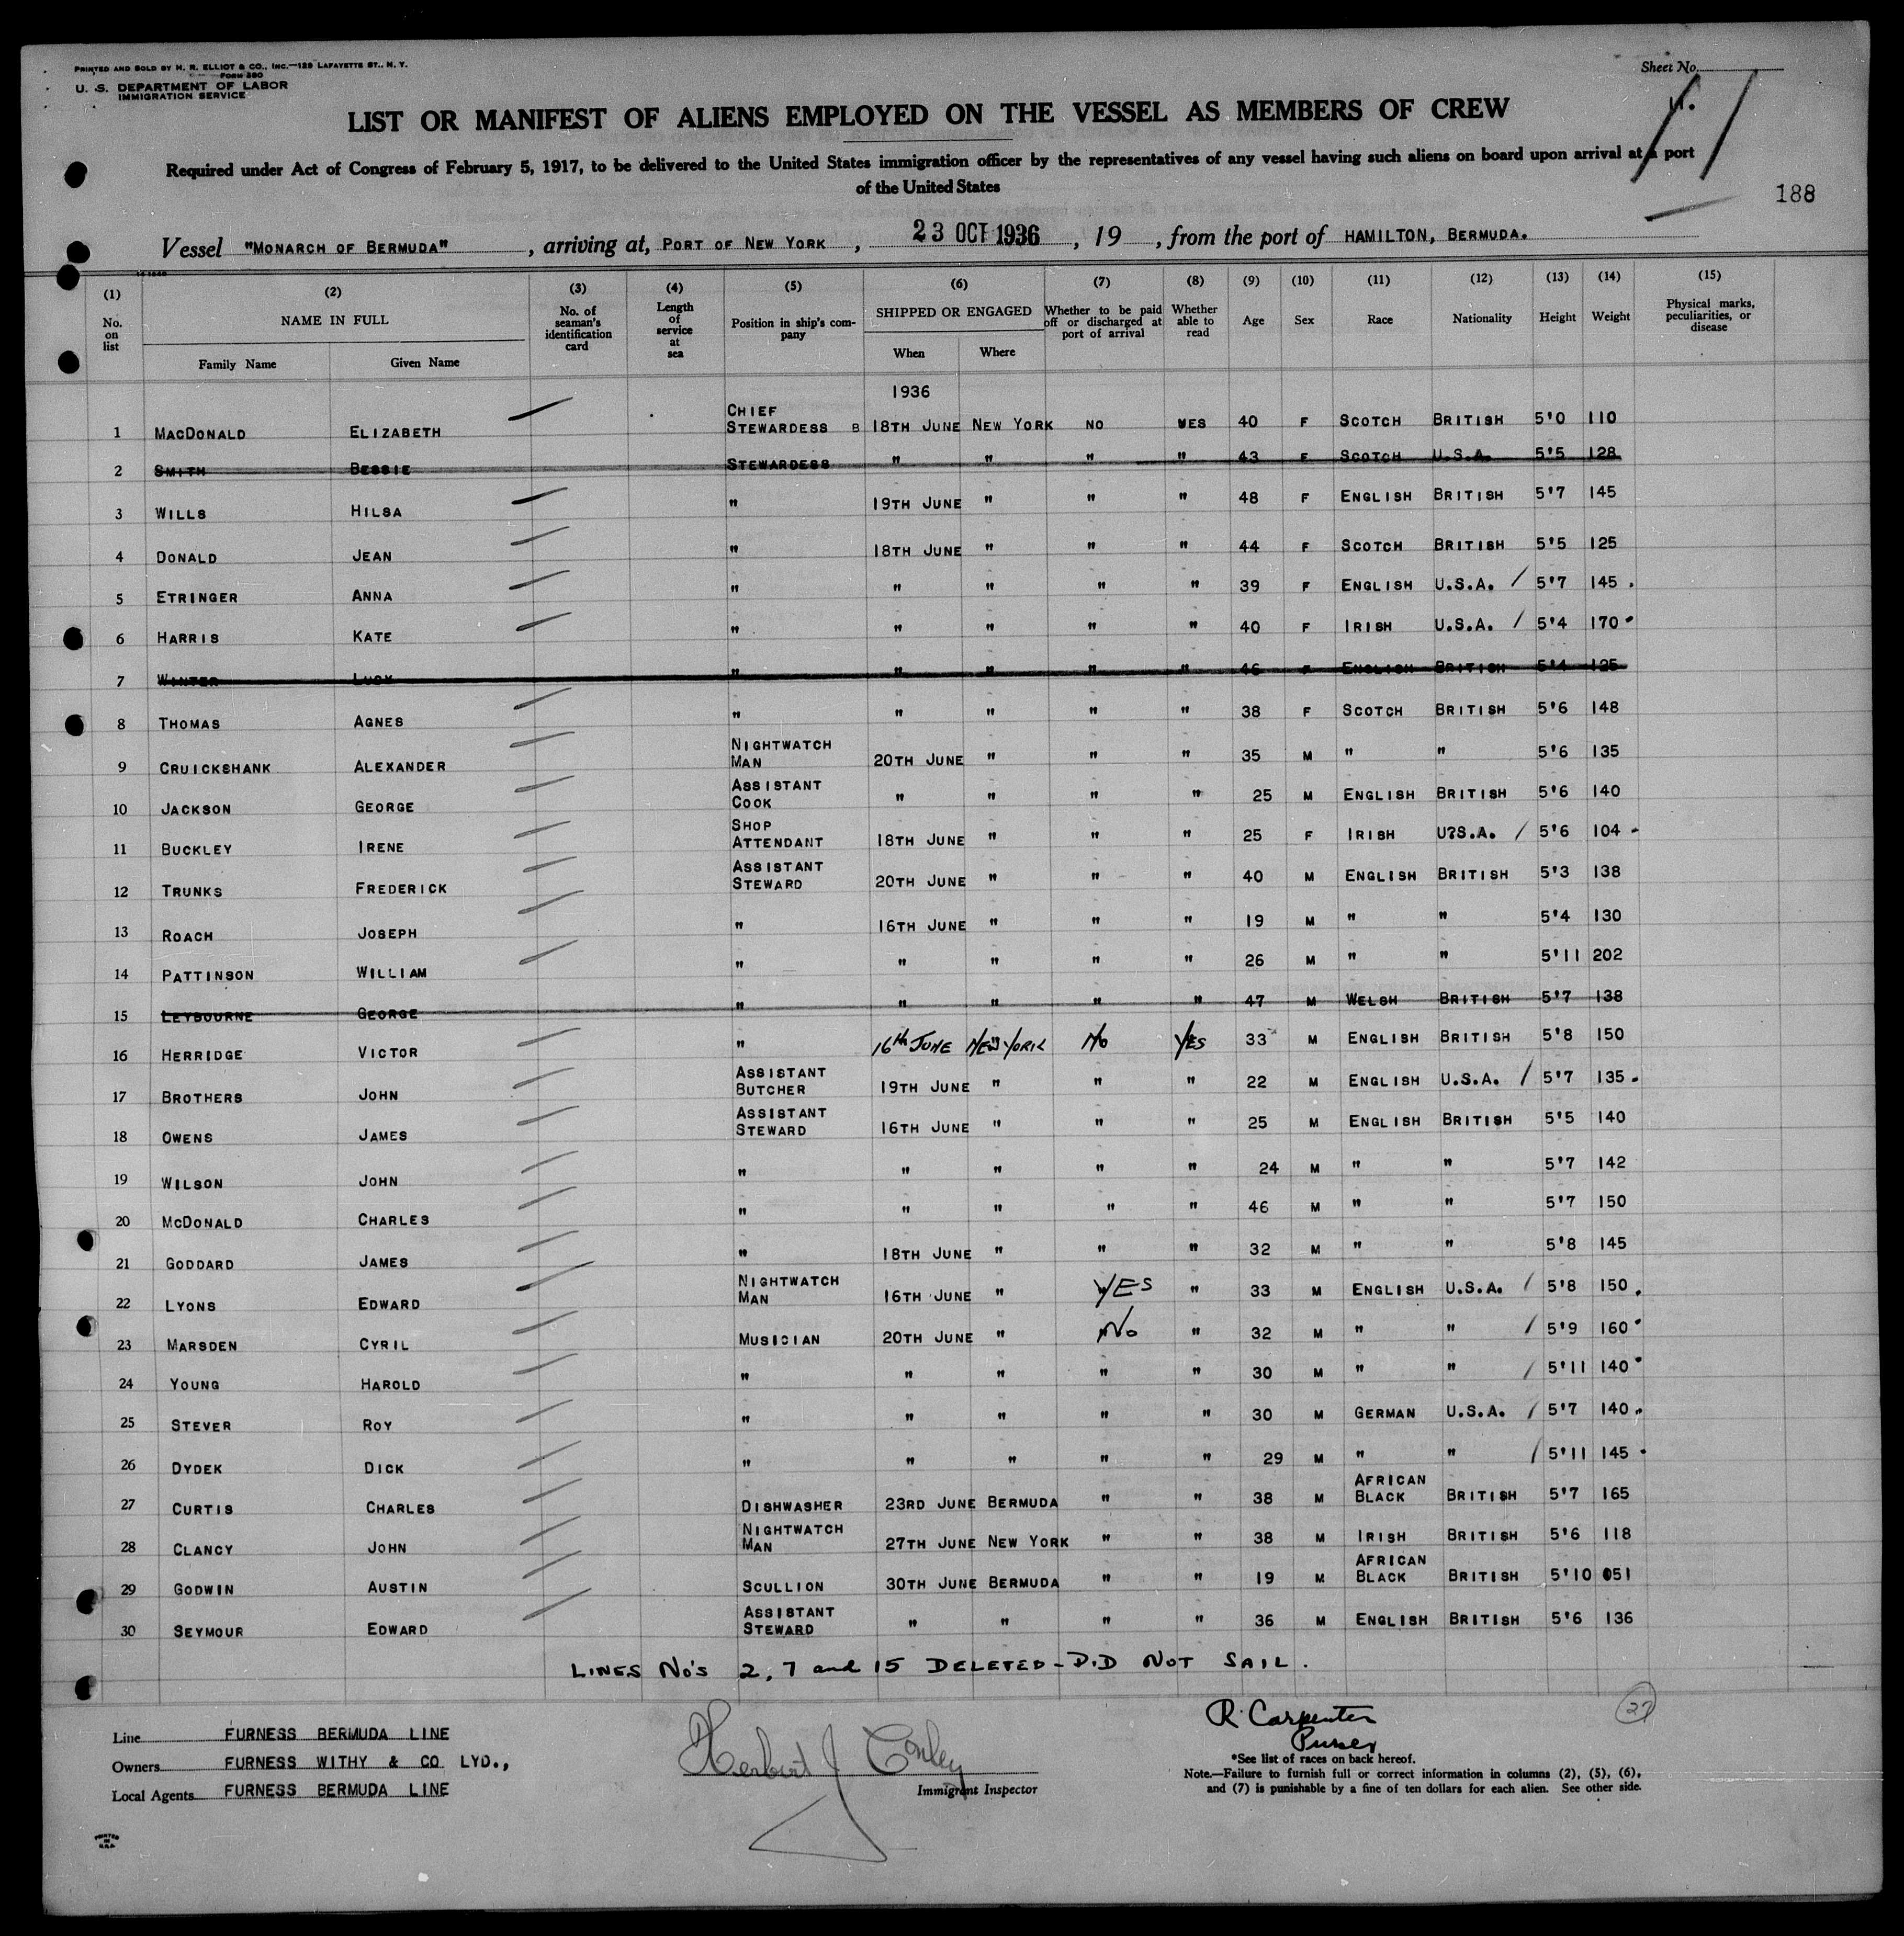 PRINTED AND SOLD BY H. R. ELLIOT & CO., INC.—129 LAFAYETTE ST., N. Y.
FORM 680
U. S. DEPARTMENT OF LABOR
IMMIGRATION SERVICE
Sheet No.
LIST OR MANIFEST OF ALIENS EMPLOYED ON THE VESSEL AS MEMBERS OF CREW
Required under Act of Congress of February 5, 1917, to be delivered to the United States immigration officer by the representatives of any vessel having such aliens on board upon arrival at a port
of the United States
188
Vessel "MONARCH OF BERMUDA", arriving at, PORT OF NEW YORK, 23 OCT 1936, 19 , from the port of HAMILTON, BERMUDA.
(1) (2) (3) (4) (5) (6) (7) (8) (9) (10) (11) (12) (13) (14) (15)
No. on list NAME IN FULL Family Name Given Name No. of seaman's identification card Length of service at sea Position in ship's company SHIPPED OR ENGAGED When Where Whether to be paid off or discharged at port of arrival Whether able to read Age Sex Race Nationality Height Weight Physical marks, peculiarities, or disease
1936
1 MACDONALD ELIZABETH CHIEF STEWARDESS B 18TH JUNE NEW YORK NO YES 40 F SCOTCH BRITISH 5'0 110
2 SMITH BESSIE STEWARDESS " " " " 43 F SCOTCH U.S.A. 5'5 128
3 WILLS HILSA " 19TH JUNE " " " 48 F ENGLISH BRITISH 5'7 145
4 DONALD JEAN " 18TH JUNE " " " 44 F SCOTCH BRITISH 5'5 125
5 ETRINGER ANNA " " " " " 39 F ENGLISH U.S.A. / 5'7 145 .
6 HARRIS KATE " " " " " 40 F IRISH U.S.A. / 5'4 170
7 WINTER LUCY " " " " " 46 F ENGLISH BRITISH 5'4 125
8 THOMAS AGNES " " " " " 38 F SCOTCH BRITISH 5'6 148
9 CRUICKSHANK ALEXANDER NIGHTWATCH MAN 20TH JUNE " " " 35 M " " 5'6 135
10 JACKSON GEORGE ASSISTANT COOK " " " " 25 M ENGLISH BRITISH 5'6 140
11 BUCKLEY IRENE SHOP ATTENDANT 18TH JUNE " " " 25 F IRISH U?S.A. / 5'6 104
12 TRUNKS FREDERICK ASSISTANT STEWARD 20TH JUNE " " " 40 M ENGLISH BRITISH 5'3 138
13 ROACH JOSEPH " 16TH JUNE " " " 19 M " " 5'4 130
14 PATTINSON WILLIAM " " " " " 26 M " " 5'11 202
15 LEYBOURNE GEORGE " " " " " 47 M WELSH BRITISH 5'7 138
16 HERRIDGE VICTOR " 16th JUNE NEW YORK No YES 33 M ENGLISH BRITISH 5'8 150
17 BROTHERS JOHN ASSISTANT BUTCHER 19TH JUNE " " " 22 M ENGLISH U.S.A. / 5'7 135
18 OWENS JAMES ASSISTANT STEWARD 16TH JUNE " " " 25 M ENGLISH BRITISH 5'5 140
19 WILSON JOHN " " " " " 24 M " " 5'7 142
20 MCDONALD CHARLES " " " " " 46 M " " 5'7 150
21 GODDARD JAMES " 18TH JUNE " " " 32 M " " 5'8 145
22 LYONS EDWARD NIGHTWATCH MAN 16TH JUNE " YES " 33 M ENGLISH U.S.A. / 5'8 150
23 MARSDEN CYRIL MUSICIAN 20TH JUNE " No " 32 M " " / 5'9 160
24 YOUNG HAROLD " " " " " 30 M " " / 5'11 140
25 STEVER ROY " " " " " 30 M GERMAN U.S.A. / 5'7 140
26 DYDEK DICK " " " " " 29 M " " / 5'11 145
27 CURTIS CHARLES DISHWASHER 23RD JUNE BERMUDA " " 38 M AFRICAN BLACK BRITISH 5'7 165
28 CLANCY JOHN NIGHTWATCH MAN 27TH JUNE NEW YORK " " 38 M IRISH BRITISH 5'6 118
29 GODWIN AUSTIN SCULLION 30TH JUNE BERMUDA " " 19 M AFRICAN BLACK BRITISH 5'10 051
30 SEYMOUR EDWARD ASSISTANT STEWARD " " " " 36 M ENGLISH BRITISH 5'6 136
LINES No's 2, 7 and 15 DELETED - DID NOT SAIL.
Line FURNESS BERMUDA LINE
Owners FURNESS WITHY & CO LYD.,
Local Agents FURNESS BERMUDA LINE
Herbert J Conley
Immigrant Inspector
R. Carpenter
Purser
27
*See list of races on back hereof.
Note.—Failure to furnish full or correct information in columns (2), (5), (6),
and (7) is punishable by a fine of ten dollars for each alien. See other side.
PRINTED IN U.S.A.